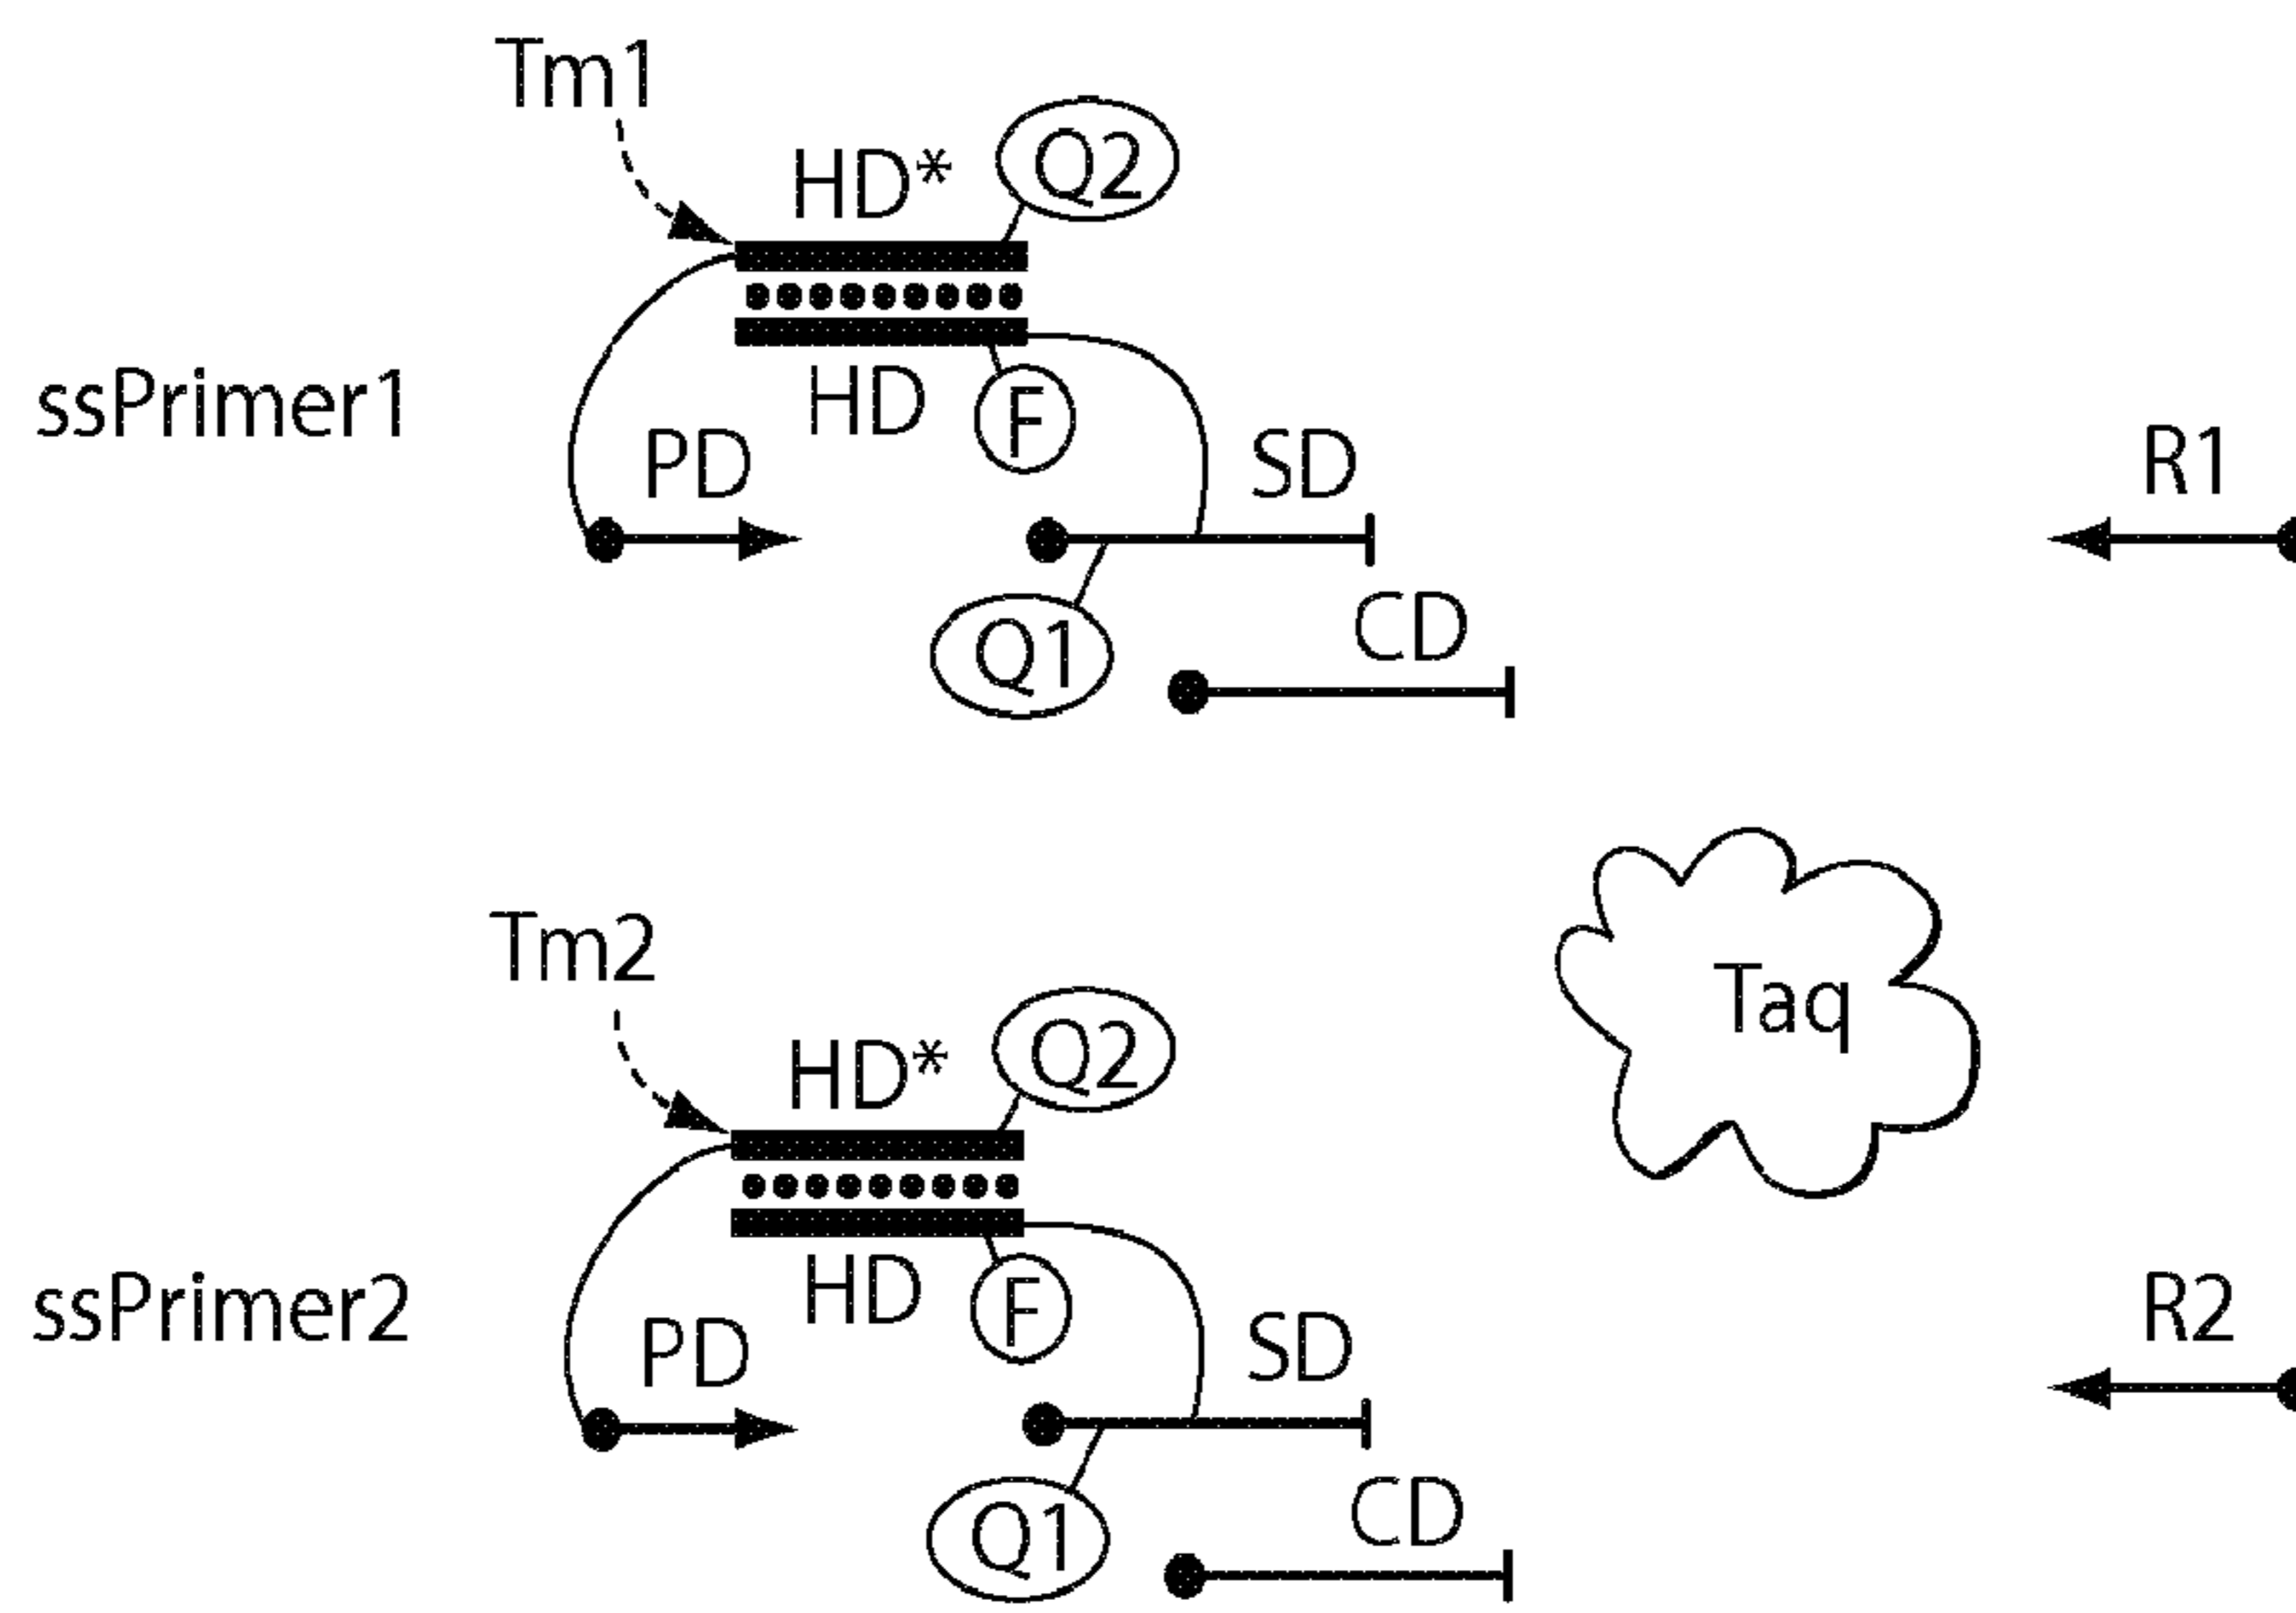 Tm1
HD*
Q2
ssPrimer1
HD
F
PD
SD
R1
Q1
CD
Tm2
HD*
Q2
Taq
ssPrimer2
HD
F
PD
SD
R2
Q1
CD